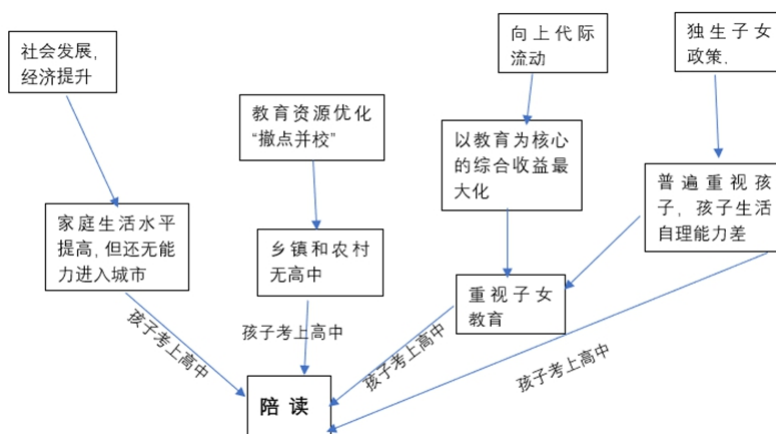 社会发展，
经济提升
教育资源优化
“撤点并校”
向上代际
流动
独生子女
政策.
家庭生活水平
提高，但还无能
力进入城市
乡镇和农村
无高中
以教育为核心
的综合收益最
大化
普遍重视孩
子，孩子生活
自理能力差
重视子女
教育
孩子考上高中
孩子考上高中
孩子考上高中
孩子考上高中
陪读